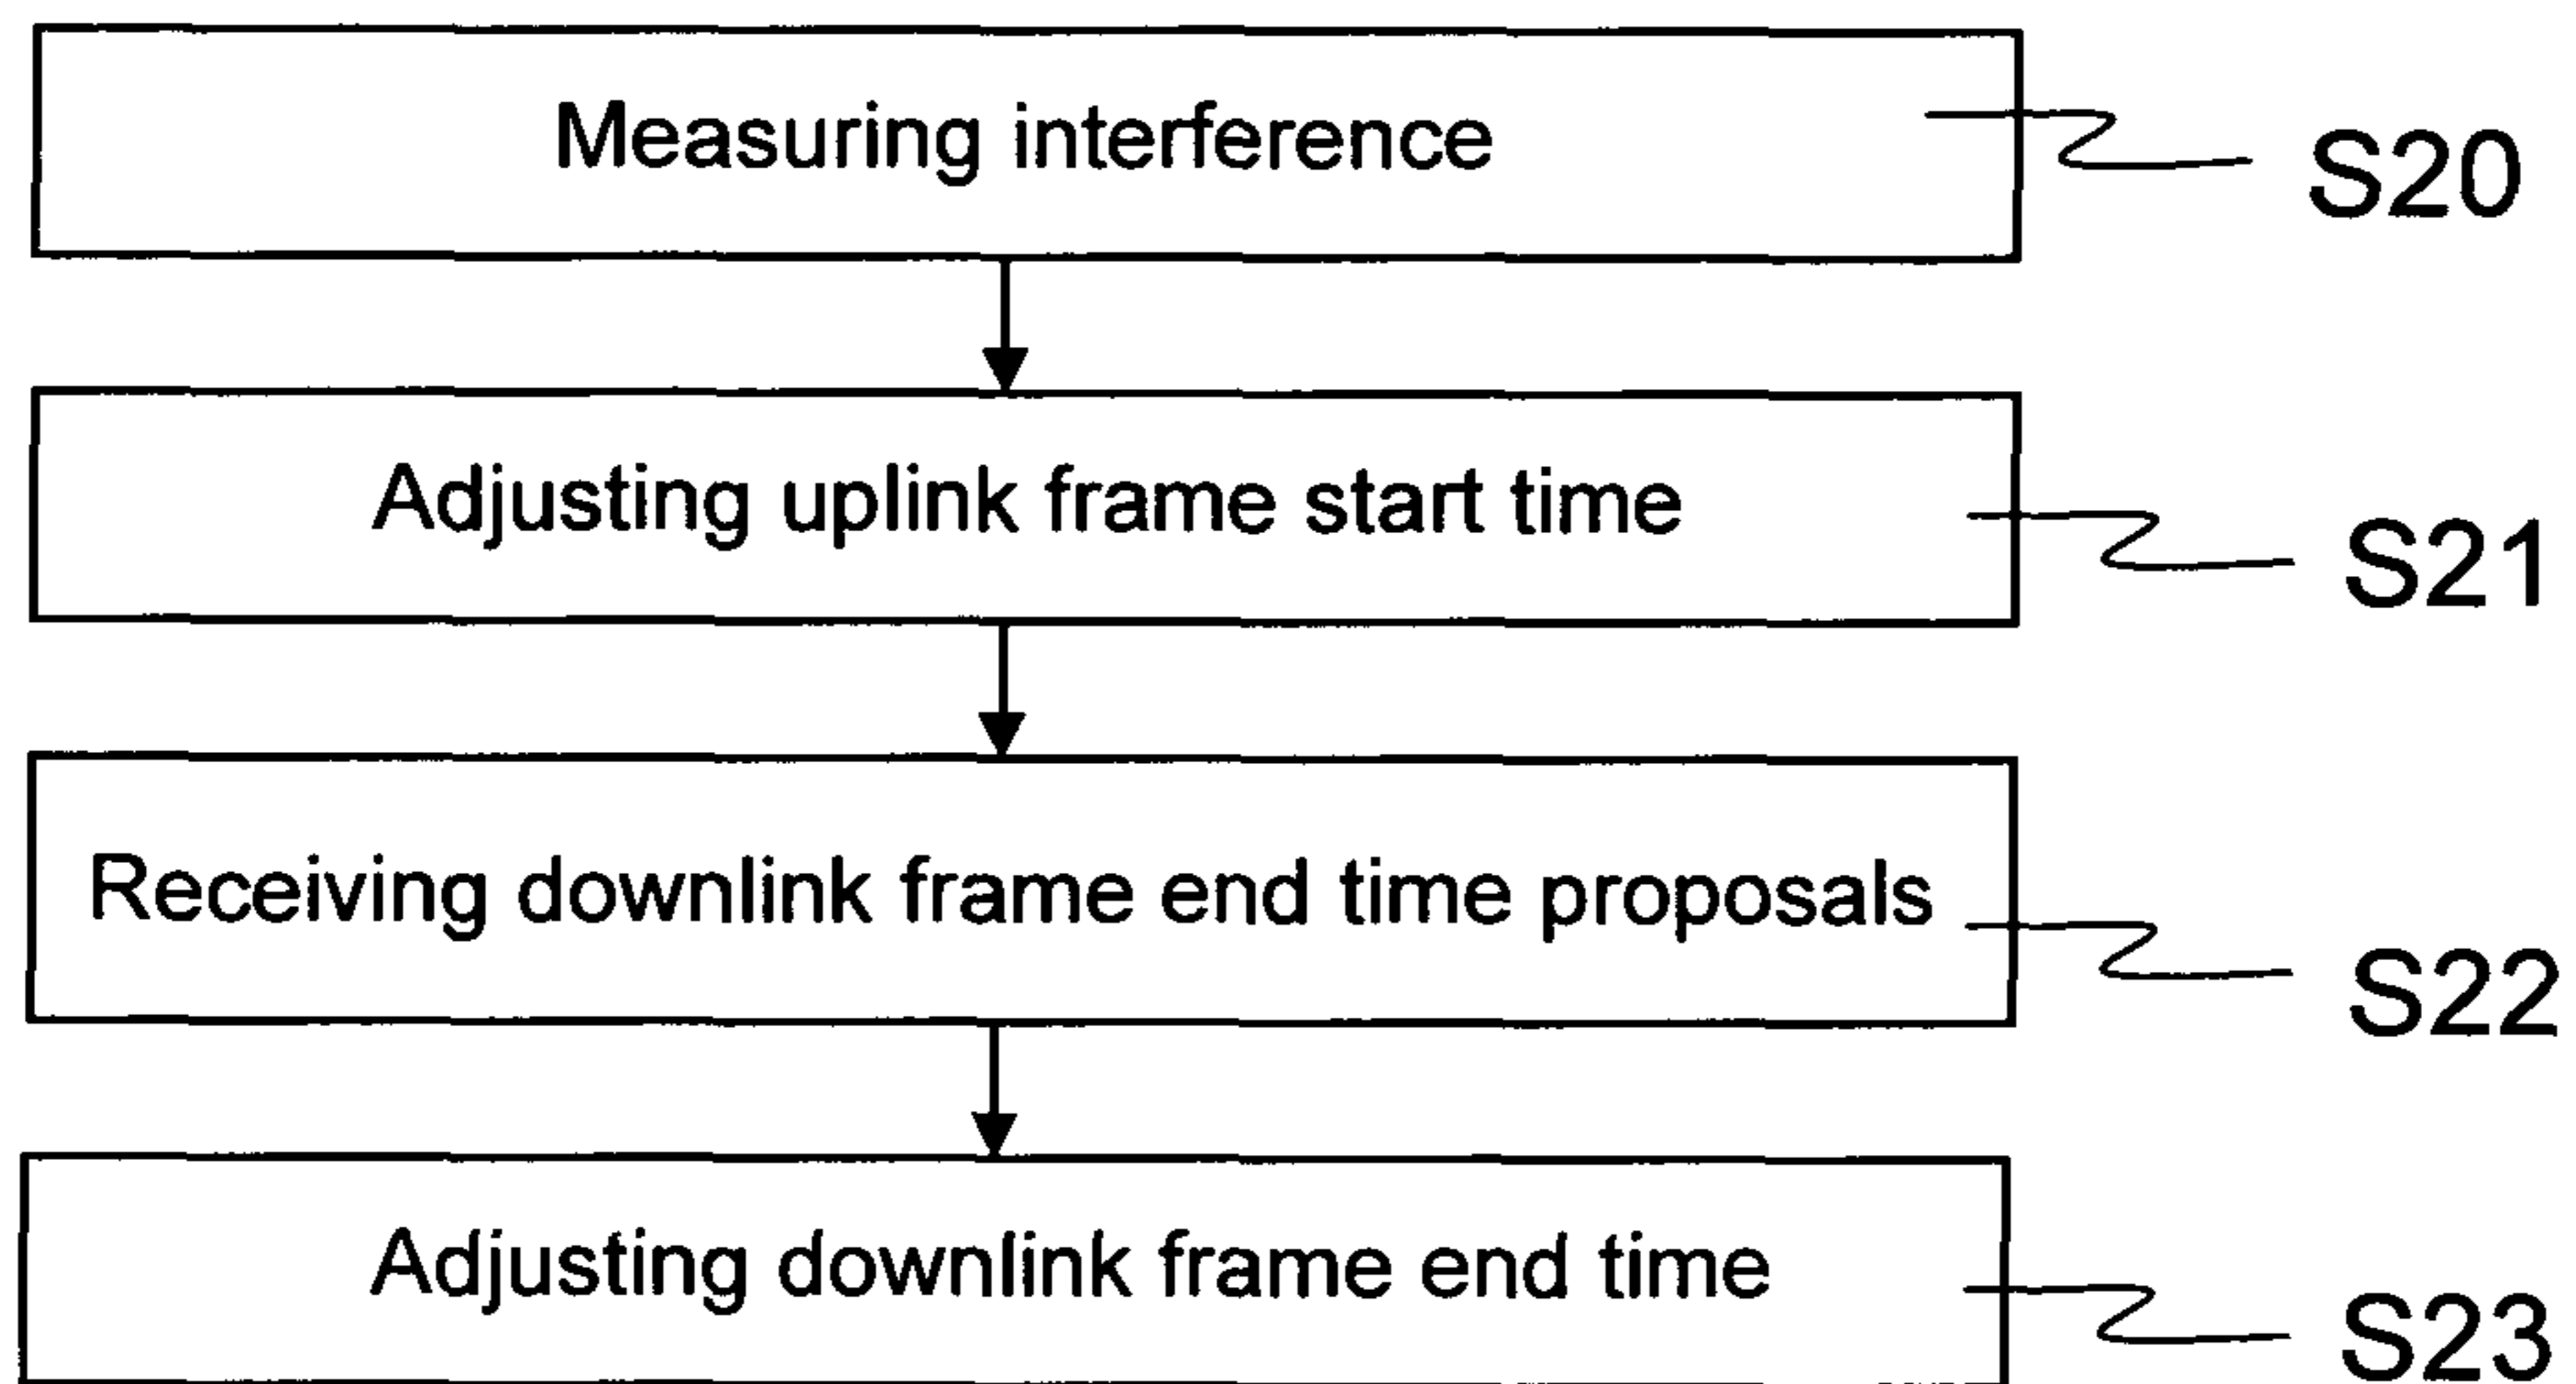 Measuring interference
S20
Adjusting uplink frame start time
S21
Receiving downlink frame end time proposals
S22
Adjusting downlink frame end time
S23